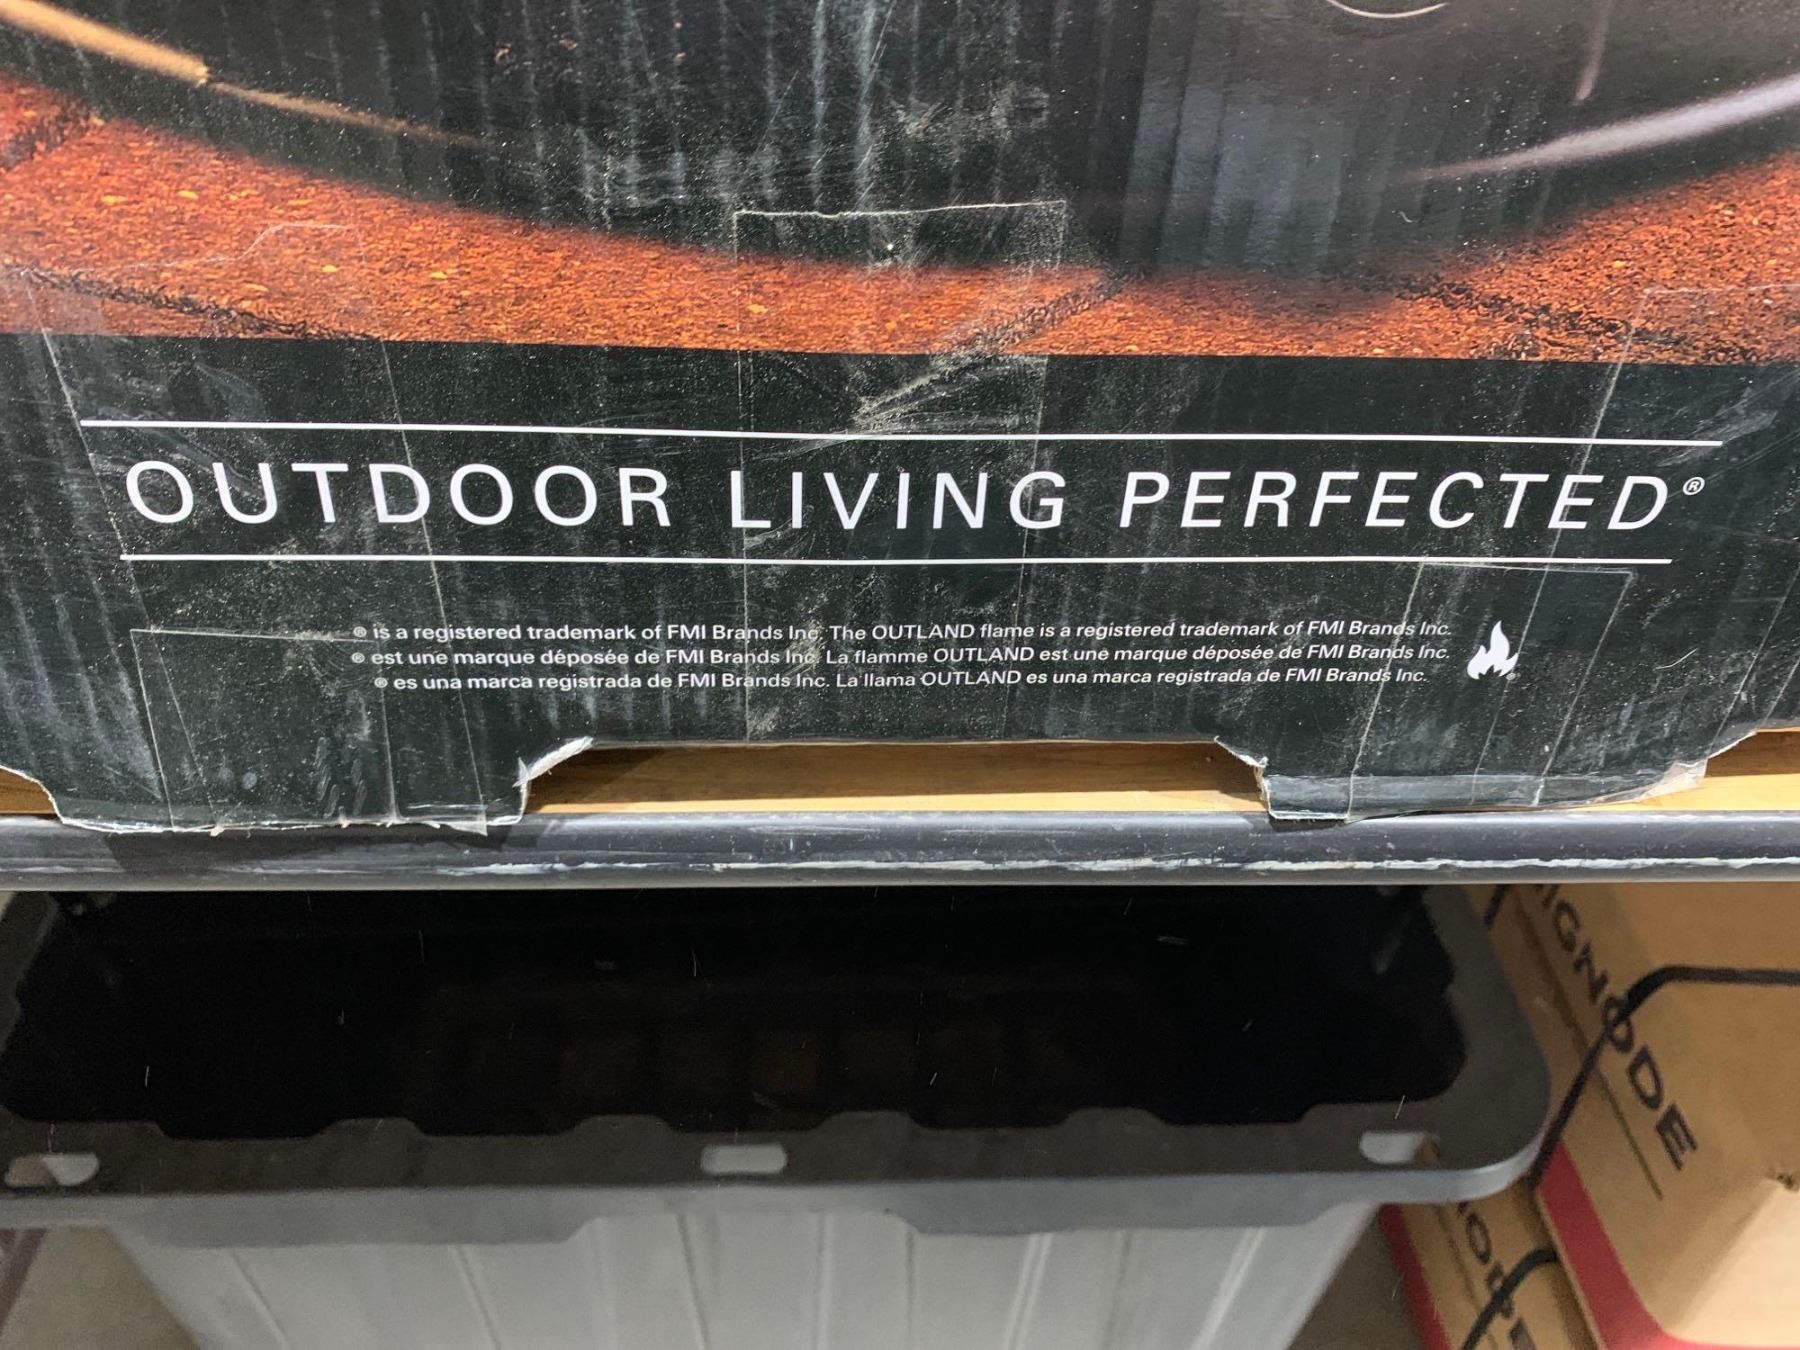 OUTDOOR LIVING PERFECTED®
® is a registered trademark of FMI Brands Inc. The OUTLAND flame is a registered trademark of FMI Brands Inc.
® est une marque déposée de FMI Brands Inc. La flamme OUTLAND est une marque déposée de FMI Brands Inc.
® es una marca registrada de FMI Brands Inc. La llama OUTLAND es una marca registrada de FMI Brands Inc.
®
IGNODE